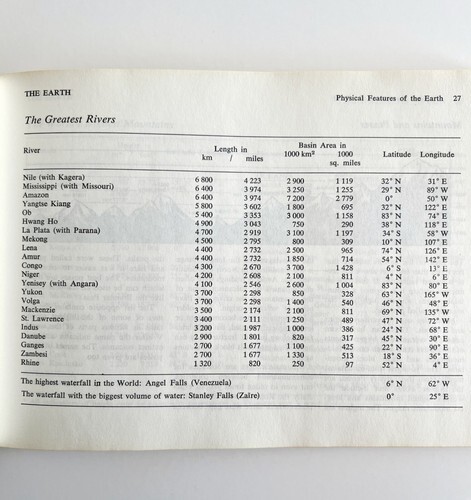 THE EARTH
Physical Features of the Earth 27
The Greatest Rivers
River Length in Basin Area in Latitude Longitude
km / miles 1000 km² 1000 sq. miles
Nile (with Kagera) 6 800 4 223 2 900 1 119 32° N 31° E
Mississippi (with Missouri) 6 400 3 974 3 250 1 255 29° N 89° W
Amazon 6 400 3 974 7 200 2 779 0° 50° W
Yangtse Kiang 5 800 3 602 1 800 695 32° N 122° E
Ob 5 400 3 353 3 000 1 158 83° N 74° E
Hwang Ho 4 900 3 043 750 290 38° N 118° E
La Plata (with Parana) 4 700 2 919 3 100 1 197 34° S 58° W
Mekong 4 500 2 795 800 309 10° N 107° E
Lena 4 400 2 732 2 500 965 74° N 126° E
Amur 4 400 2 732 1 850 714 54° N 142° E
Congo 4 300 2 670 3 700 1 428 6° S 13° E
Niger 4 200 2 608 2 100 811 4° N 6° E
Yenisey (with Angara) 4 100 2 546 2 600 1 004 83° N 80° E
Yukon 3 700 2 298 850 328 63° N 165° W
Volga 3 700 2 298 1 400 540 46° N 48° E
Mackenzie 3 500 2 174 2 100 811 69° N 135° W
St. Lawrence 3 400 2 111 1 250 489 47° N 72° W
Indus 3 200 1 987 1 000 386 24° N 68° E
Danube 2 900 1 801 820 317 45° N 30° E
Ganges 2 700 1 677 1 100 425 22° N 90° E
Zambesi 2 700 1 677 1 330 513 18° S 36° E
Rhine 1 320 820 250 97 52° N 4° E
The highest waterfall in the World: Angel Falls (Venezuela) 6° N 62° W
The waterfall with the biggest volume of water: Stanley Falls (Zaïre) 0° 25° E